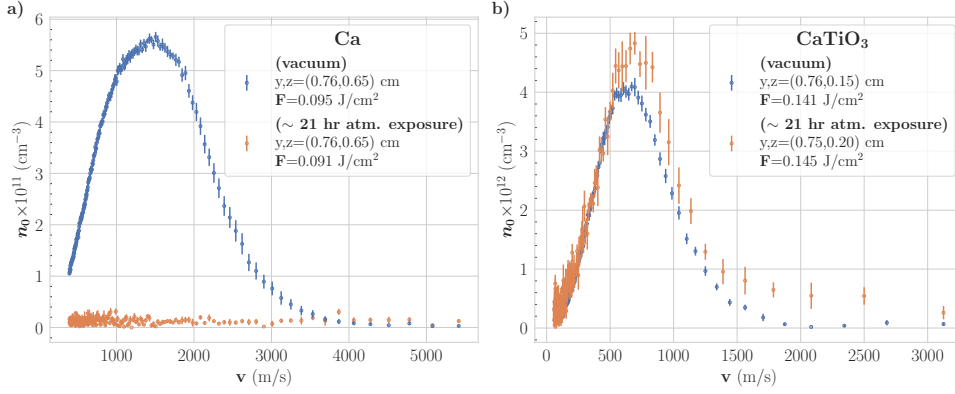 a)
n₀×10¹¹ (cm⁻³)
6
5
4
3
2
1
0
1000 2000 3000 4000 5000
v (m/s)
Ca
(vacuum)
y,z=(0.76,0.65) cm
F=0.095 J/cm²
(∼ 21 hr atm. exposure)
y,z=(0.76,0.65) cm
F=0.091 J/cm²
b)
n₀×10¹² (cm⁻³)
5
4
3
2
1
0
0 500 1000 1500 2000 2500 3000
v (m/s)
CaTiO₃
(vacuum)
y,z=(0.76,0.15) cm
F=0.141 J/cm²
(∼ 21 hr atm. exposure)
y,z=(0.75,0.20) cm
F=0.145 J/cm²